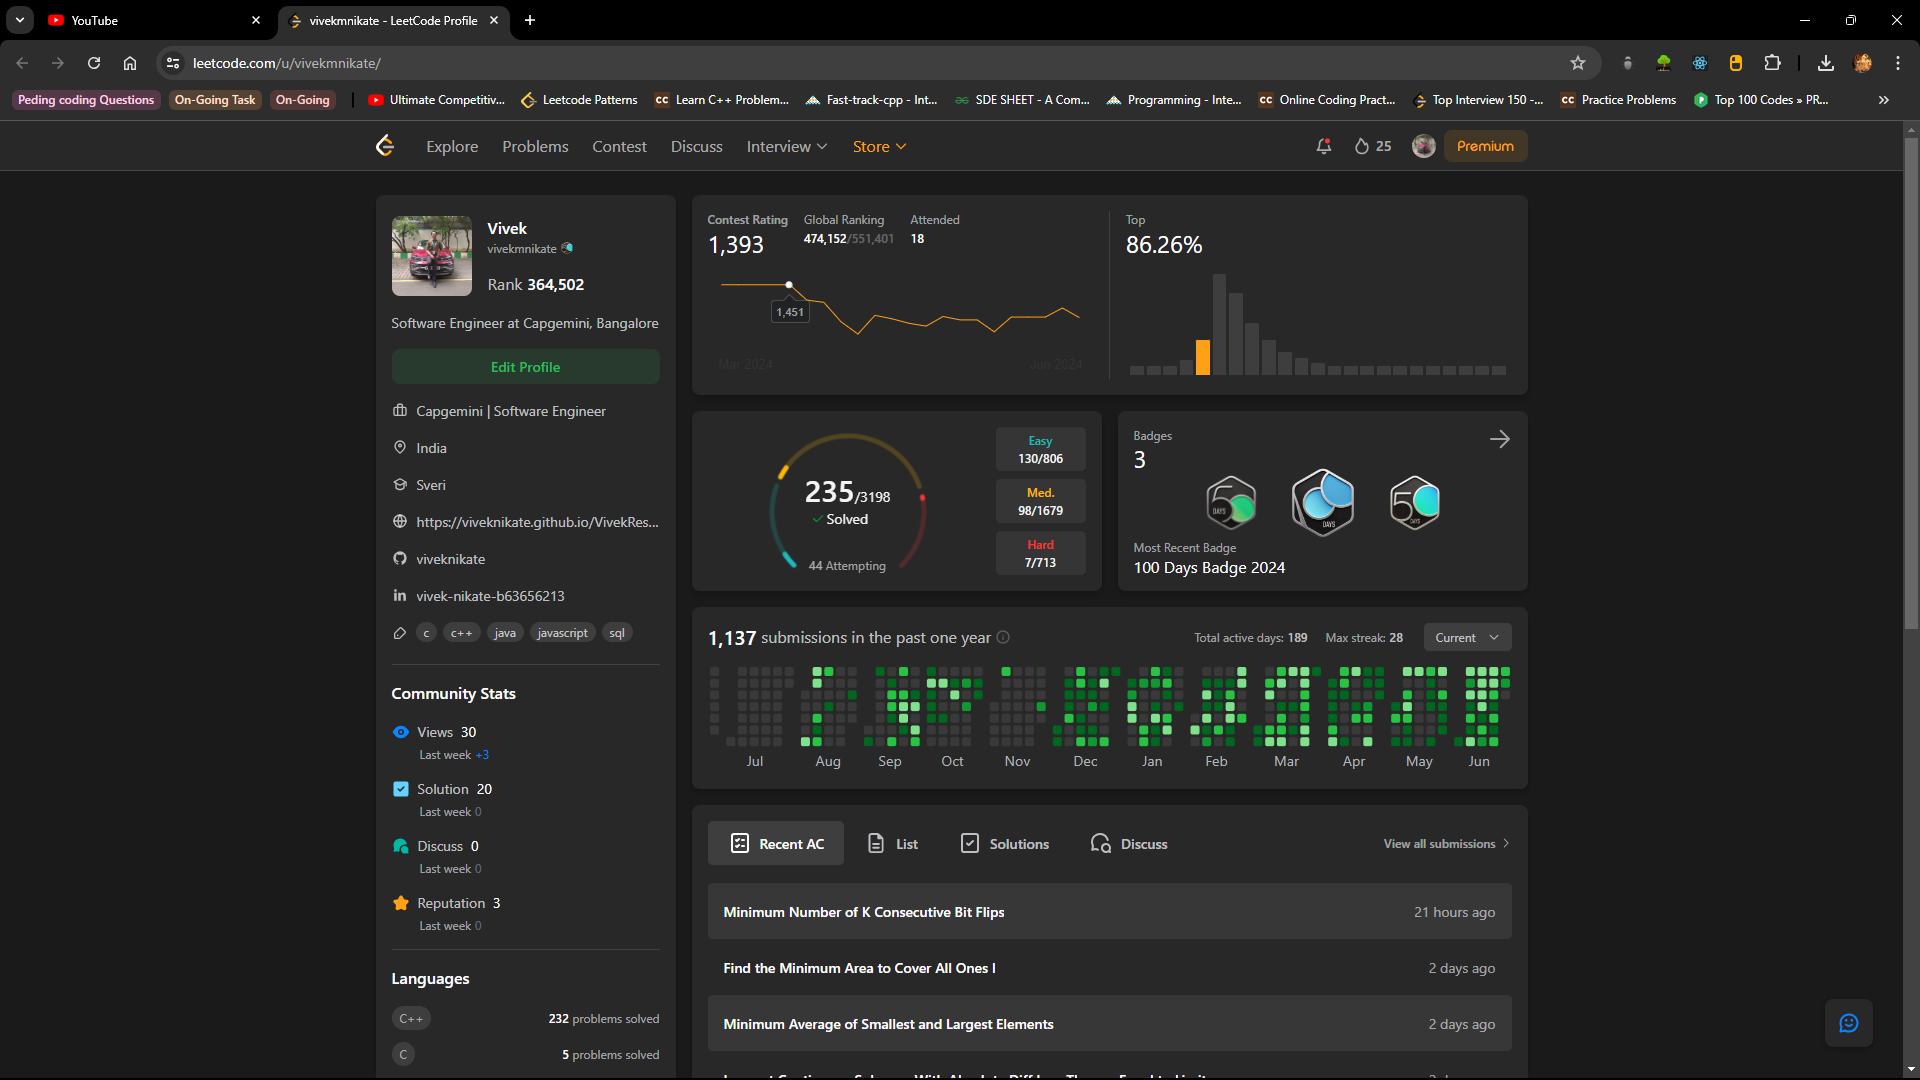 YouTube
vivekmnikate - LeetCode Profile
leetcode.com/u/vivekmnikate/
Peding coding Questions
On-Going Task
On-Going
Ultimate Competitiv...
Leetcode Patterns
CC Learn C++ Problem...
Fast-track-cpp - Int...
SDE SHEET - A Com...
Programming - Inte...
CC Online Coding Pract...
Top Interview 150 -...
CC Practice Problems
Top 100 Codes » PR...
Explore
Problems
Contest
Discuss
Interview
Store
25
Premium
Vivek
vivekmnikate
Rank 364,502
Software Engineer at Capgemini, Bangalore
Edit Profile
Capgemini | Software Engineer
India
Sveri
https://viveknikate.github.io/VivekRes...
viveknikate
vivek-nikate-b63656213
c
c++
java
javascript
sql
Community Stats
Views 30
Last week +3
Solution 20
Last week 0
Discuss 0
Last week 0
Reputation 3
Last week 0
Languages
C++
232 problems solved
C
5 problems solved
Contest Rating
1,393
Global Ranking
474,152/551,401
Attended
18
1,451
Mar 2024
Jun 2024
Top
86.26%
235/3198
Solved
44 Attempting
Easy
130/806
Med.
98/1679
Hard
7/713
Badges
3
50
DAYS
DAYS
50
DAYS
Most Recent Badge
100 Days Badge 2024
1,137 submissions in the past one year
Total active days: 189
Max streak: 28
Current
Jul
Aug
Sep
Oct
Nov
Dec
Jan
Feb
Mar
Apr
May
Jun
Recent AC
List
Solutions
Discuss
View all submissions
Minimum Number of K Consecutive Bit Flips
21 hours ago
Find the Minimum Area to Cover All Ones I
2 days ago
Minimum Average of Smallest and Largest Elements
2 days ago